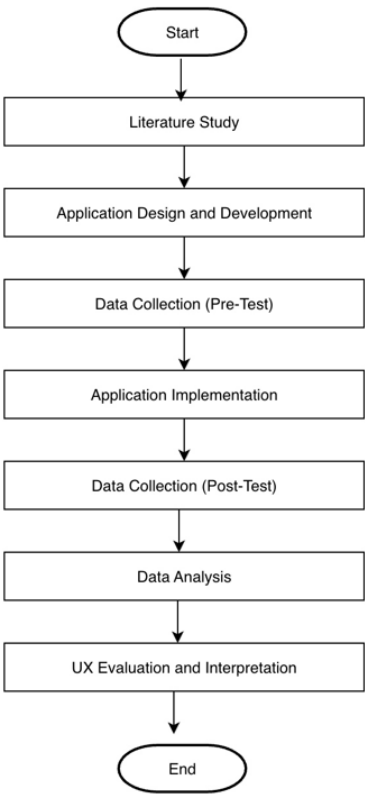 Start
Literature Study
Application Design and Development
Data Collection (Pre-Test)
Application Implementation
Data Collection (Post-Test)
Data Analysis
UX Evaluation and Interpretation
End